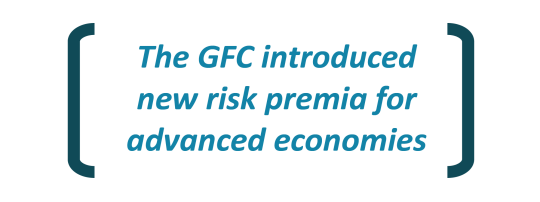 The GFC introduced
new risk premia for
advanced economies